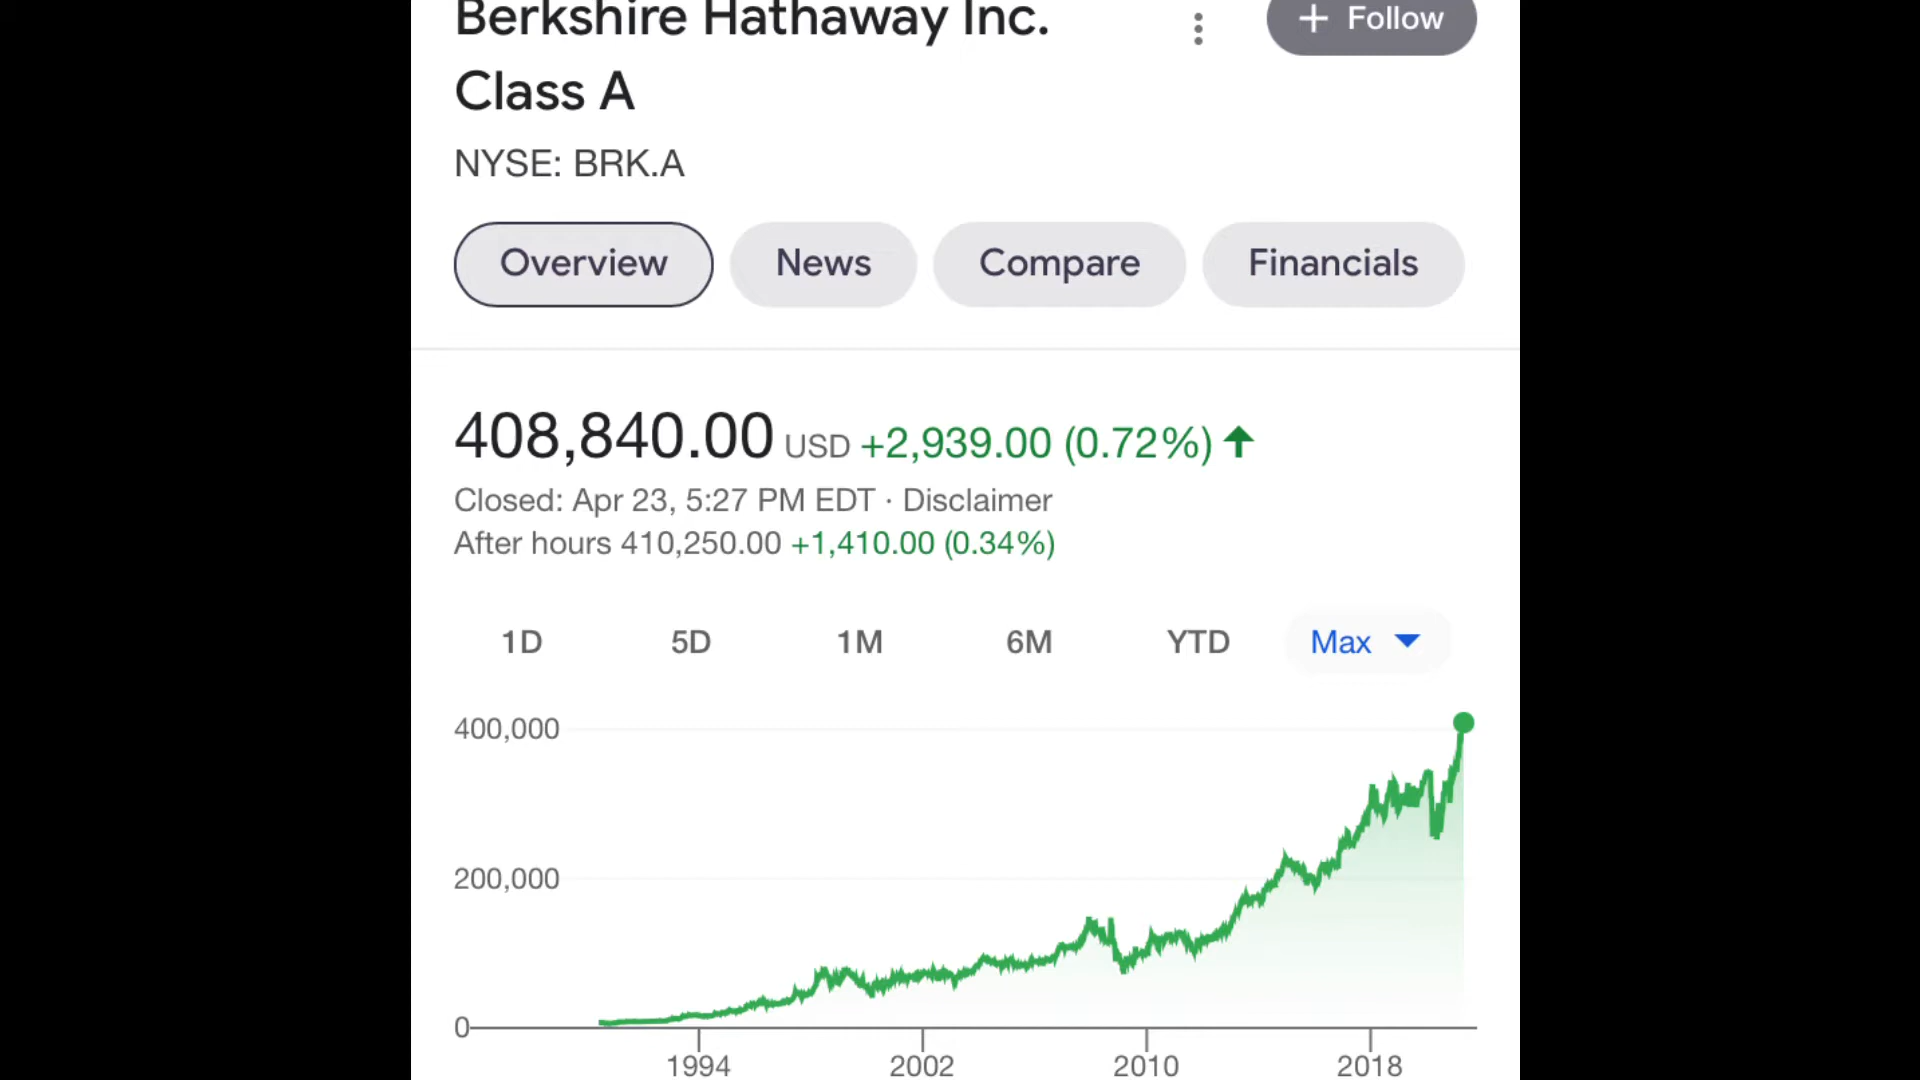 Berkshire Hathaway Inc.
Class A
+ Follow
NYSE: BRK.A
Overview News Compare Financials
408,840.00 USD +2,939.00 (0.72%)
Closed: Apr 23, 5:27 PM EDT · Disclaimer
After hours 410,250.00 +1,410.00 (0.34%)
1D 5D 1M 6M YTD Max
400,000
200,000
0
1994 2002 2010 2018